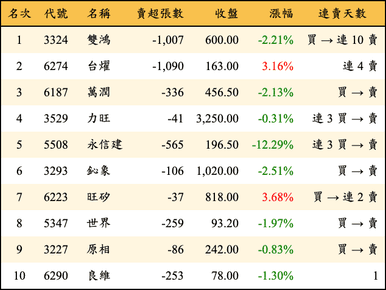 名次 代號 名稱 賣超張數 收盤 漲幅 連賣天數
1 3324 雙鴻 -1,007 600.00 -2.21% 買 → 連 10 賣
2 6274 台燿 -1,090 163.00 3.16% 連 4 賣
3 6187 萬潤 -336 456.50 -2.13% 買 → 賣
4 3529 力旺 -41 3,250.00 -0.31% 連 3 買 → 賣
5 5508 永信建 -565 196.50 -12.29% 連 3 買 → 賣
6 3293 鈊象 -106 1,020.00 -2.51% 買 → 賣
7 6223 旺矽 -37 818.00 3.68% 買 → 連 2 賣
8 5347 世界 -259 93.20 -1.97% 買 → 賣
9 3227 原相 -86 242.00 -0.83% 買 → 賣
10 6290 良維 -253 78.00 -1.30% 1